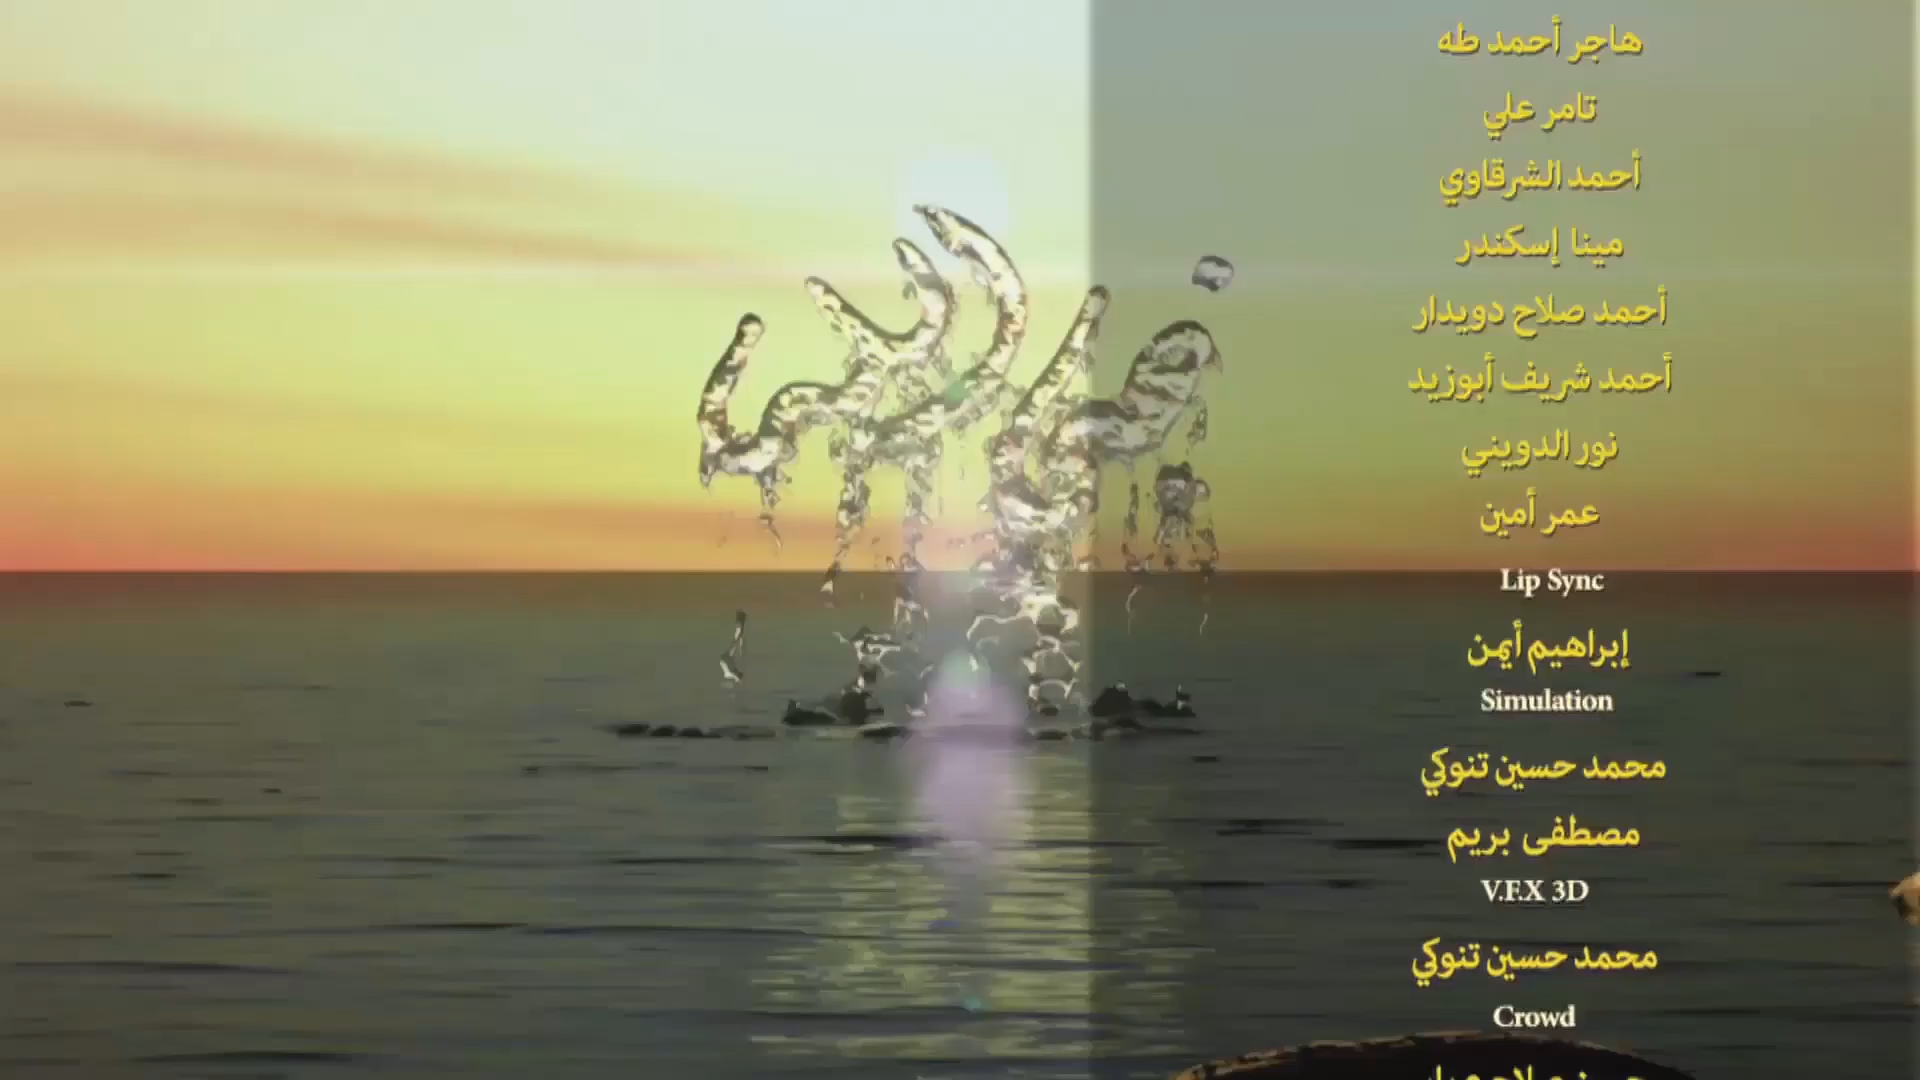 هاجر أحمد طه
تامر علي
أحمد الشرقاوي
مينا إسكندر
أحمد صلاح دويدار
أحمد شريف أبوزيد
نور الدويني
عمر أمين
Lip Sync
إبراهيم أيمن
Simulation
محمد حسين تنوكي
مصطفى بريم
V.F.X 3D
محمد حسين تنوكي
Crowd